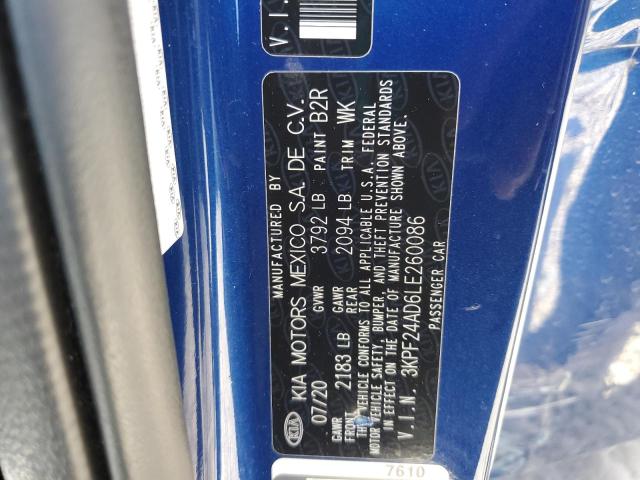 V.I.
MANUFACTURED BY
KIA KIA MOTORS MEXICO S.A. DE C.V.
07/20 GVWR 3792 LB PAINT B2R
GAWR FRONT 2183 LB GAWR REAR 2094 LB TRIM WK
THIS VEHICLE CONFORMS TO ALL APPLICABLE U.S.A. FEDERAL
MOTOR VEHICLE SAFETY, BUMPER, AND THEFT PREVENTION STANDARDS
IN EFFECT ON THE DATE OF MANUFACTURE SHOWN ABOVE.
V.I.N. 3KPF24AD6LE260086
PASSENGER CAR
7610